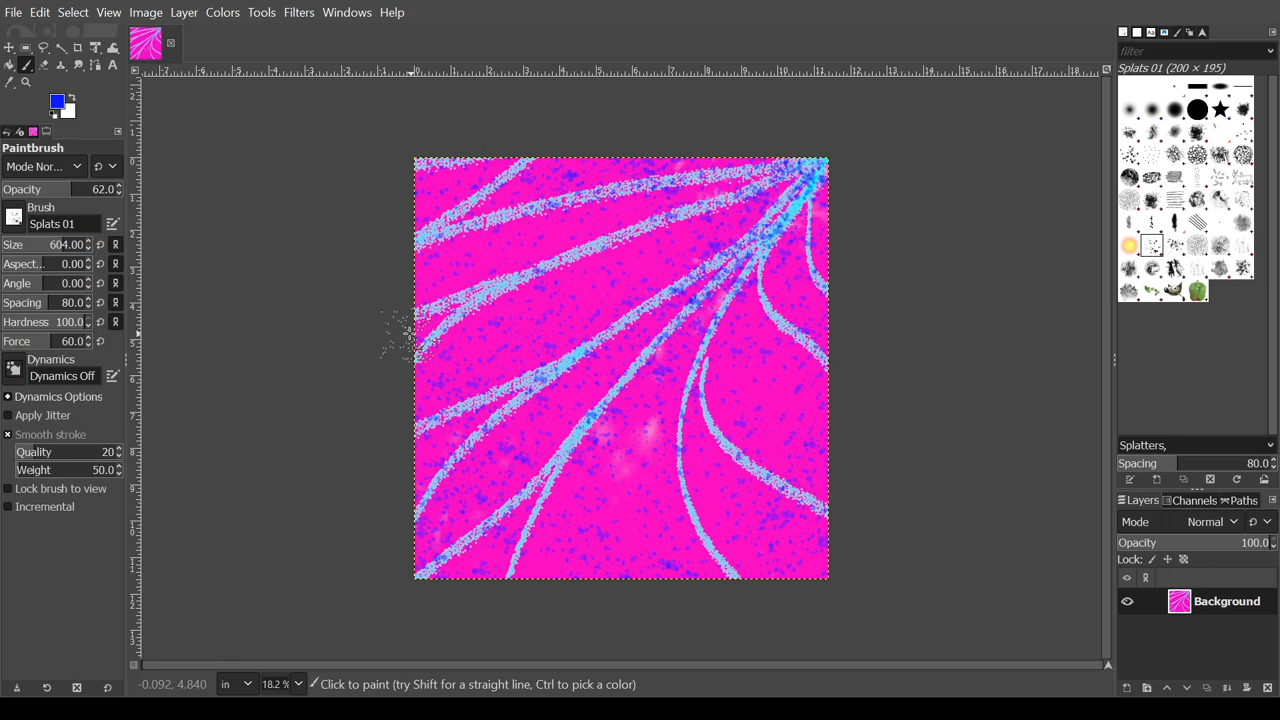 File Edit Select View Image Layer Colors Tools Filters Windows Help
Paintbrush
Mode Nor...
Opacity 62.0
Brush
Splats 01
Size 604.00
Aspect... 0.00
Angle 0.00
Spacing 80.0
Hardness 100.0
Force 60.0
Dynamics
Dynamics Off
Dynamics Options
Apply Jitter
Smooth stroke
Quality 20
Weight 50.0
Lock brush to view
Incremental
-0.092, 4.840 in 18.2 % Click to paint (try Shift for a straight line, Ctrl to pick a color)
filter
Splats 01 (200 × 195)
Splatters,
Spacing 80.0
Layers Channels Paths
Mode Normal
Opacity 100.0
Lock:
Background